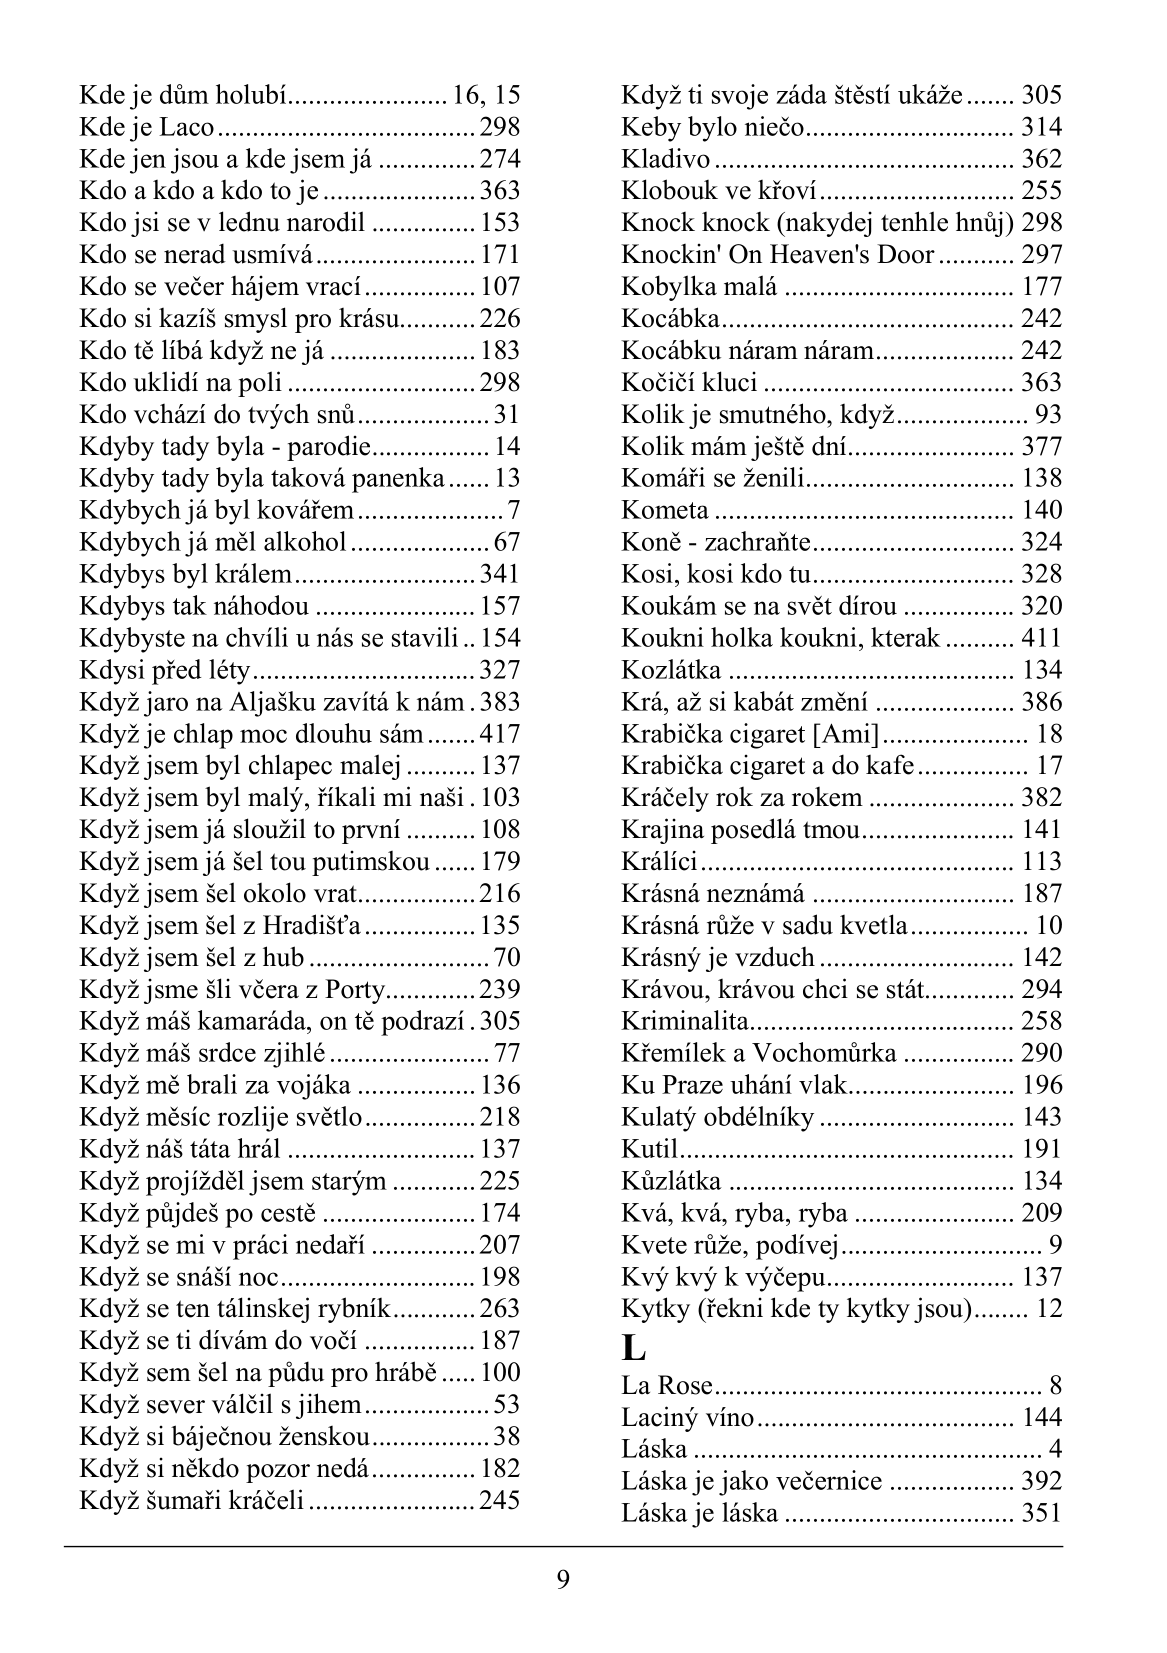 Kde je dům holubí....................... 16, 15
Kde je Laco..................................... 298
Kde jen jsou a kde jsem já .............. 274
Kdo a kdo a kdo to je...................... 363
Kdo jsi se v lednu narodil ............... 153
Kdo se nerad usmívá....................... 171
Kdo se večer hájem vrací................ 107
Kdo si kazíš smysl pro krásu........... 226
Kdo tě líbá když ne já ..................... 183
Kdo uklidí na poli ........................... 298
Kdo vchází do tvých snů................... 31
Kdyby tady byla - parodie................. 14
Kdyby tady byla taková panenka...... 13
Kdybych já byl kovářem..................... 7
Kdybych já měl alkohol.................... 67
Kdybys byl králem.......................... 341
Kdybys tak náhodou ....................... 157
Kdybyste na chvíli u nás se stavili .. 154
Kdysi před léty................................ 327
Když jaro na Aljašku zavítá k nám . 383
Když je chlap moc dlouhu sám....... 417
Když jsem byl chlapec malej .......... 137
Když jsem byl malý, říkali mi naši . 103
Když jsem já sloužil to první .......... 108
Když jsem já šel tou putimskou ...... 179
Když jsem šel okolo vrat................. 216
Když jsem šel z Hradišťa................ 135
Když jsem šel z hub .......................... 70
Když jsme šli včera z Porty............. 239
Když máš kamaráda, on tě podrazí . 305
Když máš srdce zjihlé....................... 77
Když mě brali za vojáka ................. 136
Když měsíc rozlije světlo................ 218
Když náš táta hrál ........................... 137
Když projížděl jsem starým ............ 225
Když půjdeš po cestě ...................... 174
Když se mi v práci nedaří ............... 207
Když se snáší noc............................ 198
Když se ten tálinskej rybník............ 263
Když se ti dívám do vočí ................ 187
Když sem šel na půdu pro hrábě ..... 100
Když sever válčil s jihem.................. 53
Když si báječnou ženskou................. 38
Když si někdo pozor nedá............... 182
Když šumaři kráčeli........................ 245
Když ti svoje záda štěstí ukáže....... 305
Keby bylo niečo.............................. 314
Kladivo ........................................... 362
Klobouk ve křoví............................ 255
Knock knock (nakydej tenhle hnůj) 298
Knockin' On Heaven's Door ........... 297
Kobylka malá ................................. 177
Kocábka.......................................... 242
Kocábku náram náram.................... 242
Kočičí kluci .................................... 363
Kolik je smutného, když................... 93
Kolik mám ještě dní........................ 377
Komáři se ženili.............................. 138
Kometa ........................................... 140
Koně - zachraňte............................. 324
Kosi, kosi kdo tu............................. 328
Koukám se na svět dírou ................ 320
Koukni holka koukni, kterak .......... 411
Kozlátka ......................................... 134
Krá, až si kabát změní .................... 386
Krabička cigaret [Ami]..................... 18
Krabička cigaret a do kafe................ 17
Kráčely rok za rokem ..................... 382
Krajina posedlá tmou...................... 141
Králíci............................................. 113
Krásná neznámá ............................. 187
Krásná růže v sadu kvetla................. 10
Krásný je vzduch ............................ 142
Krávou, krávou chci se stát............. 294
Kriminalita...................................... 258
Křemílek a Vochomůrka ................ 290
Ku Praze uhání vlak........................ 196
Kulatý obdélníky ............................ 143
Kutil................................................ 191
Kůzlátka ......................................... 134
Kvá, kvá, ryba, ryba ....................... 209
Kvete růže, podívej............................. 9
Kvý kvý k výčepu........................... 137
Kytky (řekni kde ty kytky jsou)........ 12
L
La Rose............................................... 8
Laciný víno..................................... 144
Láska .................................................. 4
Láska je jako večernice .................. 392
Láska je láska ................................. 351
9